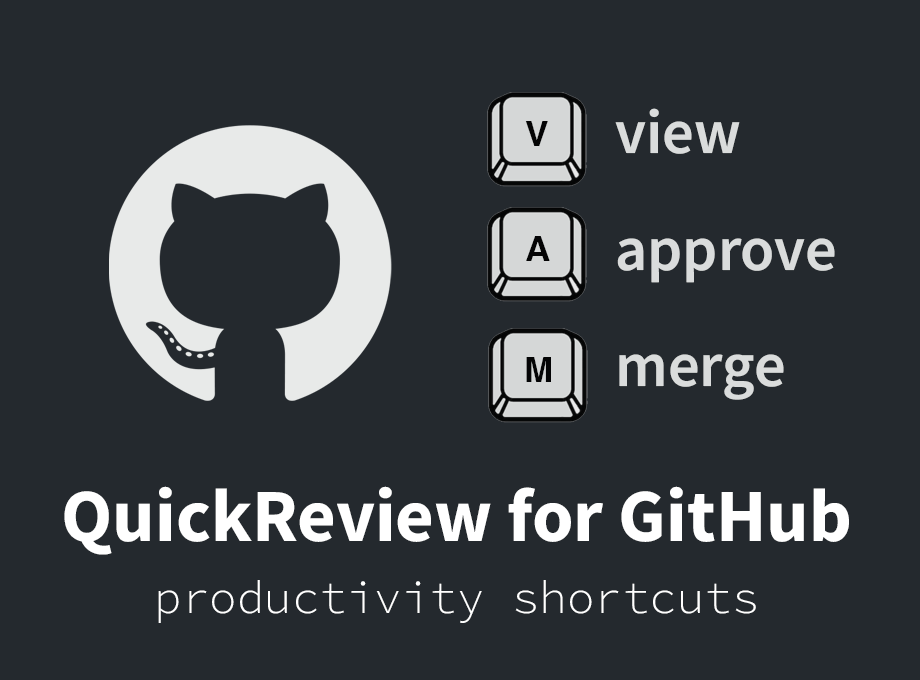 V view
A approve
M merge
QuickReview for GitHub
productivity shortcuts